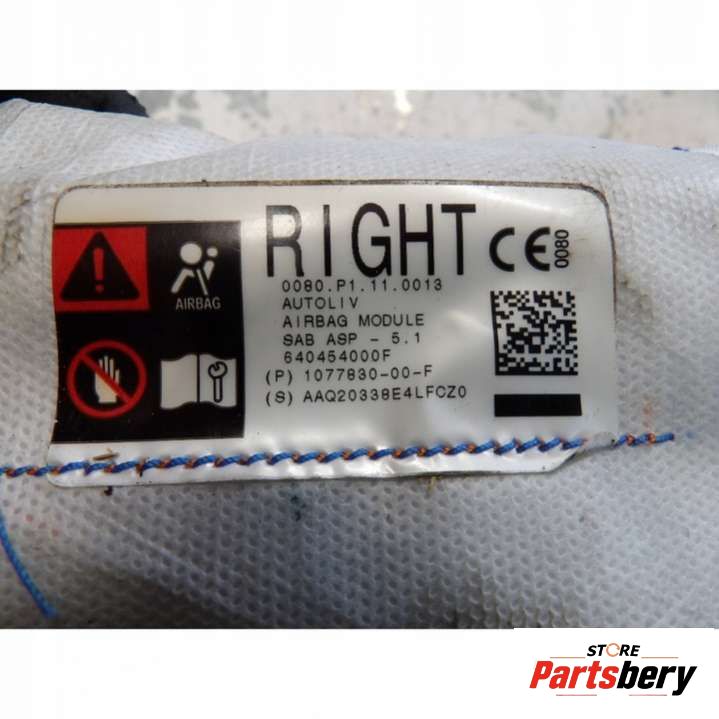 RIGHT
CE 0080
0080.P1.11.0013
AUTOLIV
AIRBAG MODULE
SAB ASP - 5.1
640454000F
(P) 1077830-00-F
(S) AAQ20338E4LFCZ0
AIRBAG
STORE
Partsbery